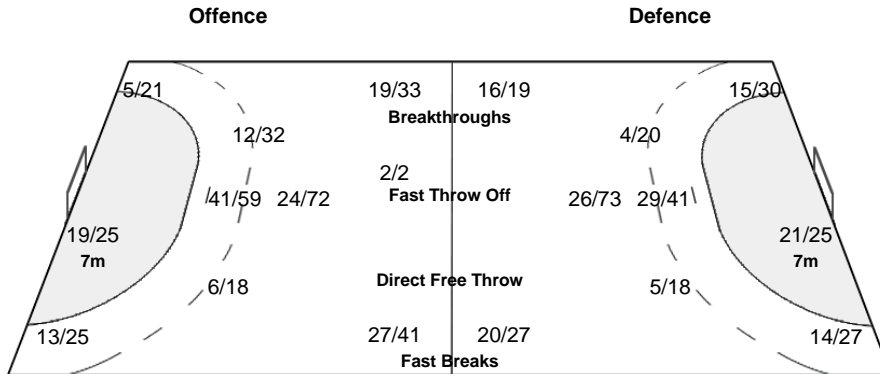 Offence Defence
5/21 19/33 16/19 15/30
Breakthroughs
12/32 4/20
2/2
41/59 24/72 Fast Throw Off 26/73 29/41
19/25 21/25
7m 7m
Direct Free Throw
6/18 5/18
13/25 27/41 20/27 14/27
Fast Breaks